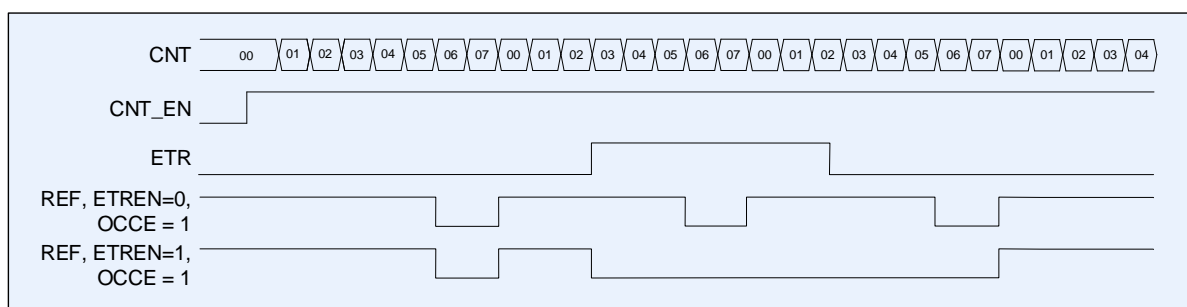 CNT 00 01 02 03 04 05 06 07 00 01 02 03 04 05 06 07 00 01 02 03 04 05 06 07 00 01 02 03 04
CNT_EN
ETR
REF, ETREN=0,
OCCE = 1
REF, ETREN=1,
OCCE = 1